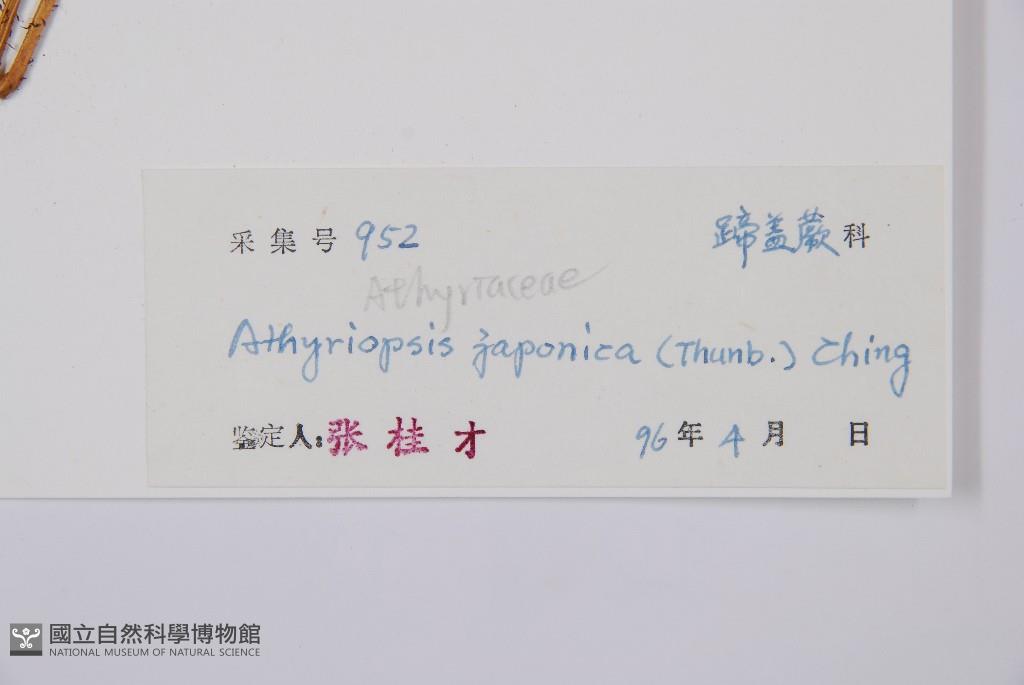 采集号 952 蹄盖蕨科
Athyriaceae
Athyriopsis japonica (Thunb.) Ching
鉴定人:张桂才 96年4月 日
國立自然科學博物館
NATIONAL MUSEUM OF NATURAL SCIENCE